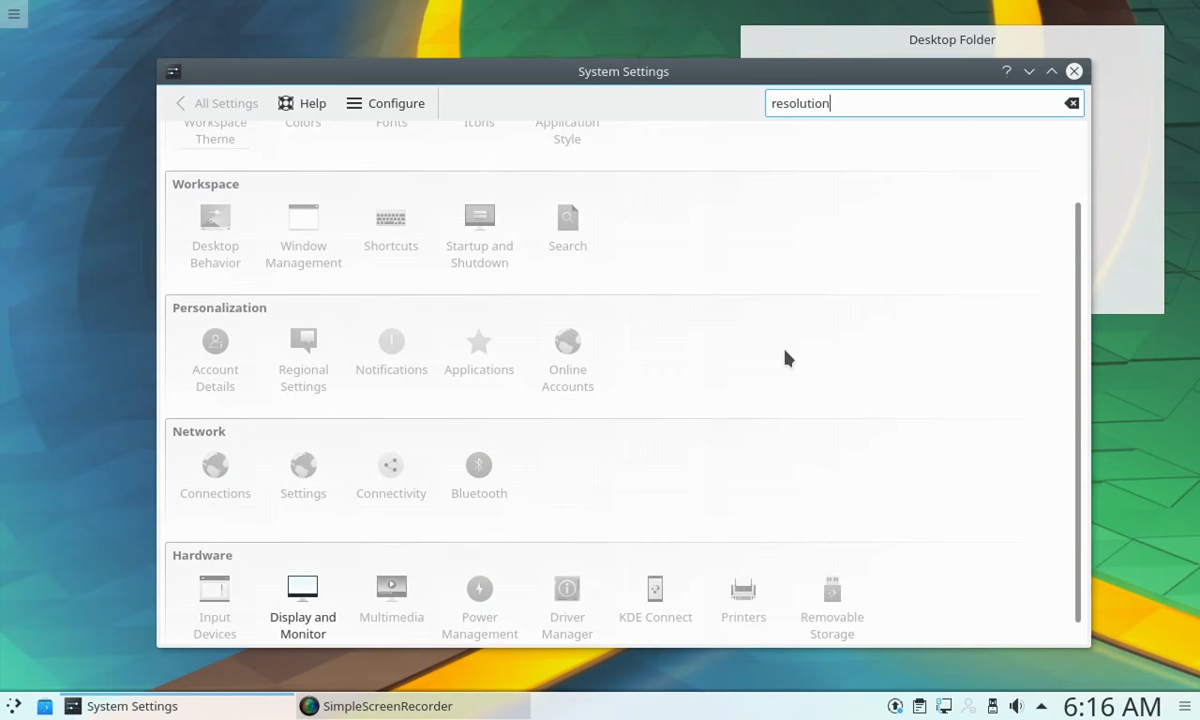 Desktop Folder
System Settings
All Settings Help Configure resolution
Workspace Colors Fonts Icons Application
Theme Style
Workspace
Desktop Window Shortcuts Startup and Search
Behavior Management Shutdown
Personalization
Account Regional Notifications Applications Online
Details Settings Accounts
Network
Connections Settings Connectivity Bluetooth
Hardware
Input Display and Multimedia Power Driver KDE Connect Printers Removable
Devices Monitor Management Manager Storage
System Settings SimpleScreenRecorder 6:16 AM